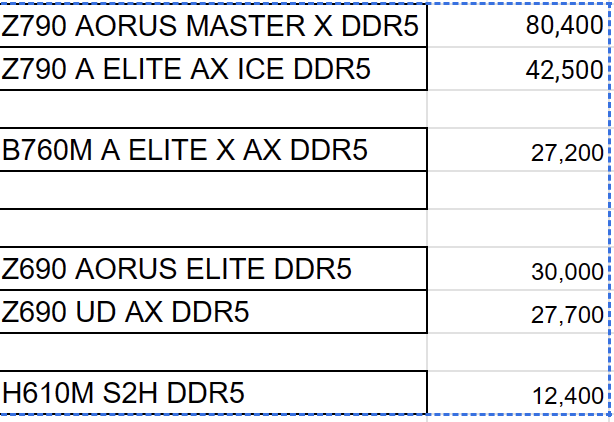 Z790 AORUS MASTER X DDR5 80,400
Z790 A ELITE AX ICE DDR5 42,500
B760M A ELITE X AX DDR5 27,200
Z690 AORUS ELITE DDR5 30,000
Z690 UD AX DDR5 27,700
H610M S2H DDR5 12,400